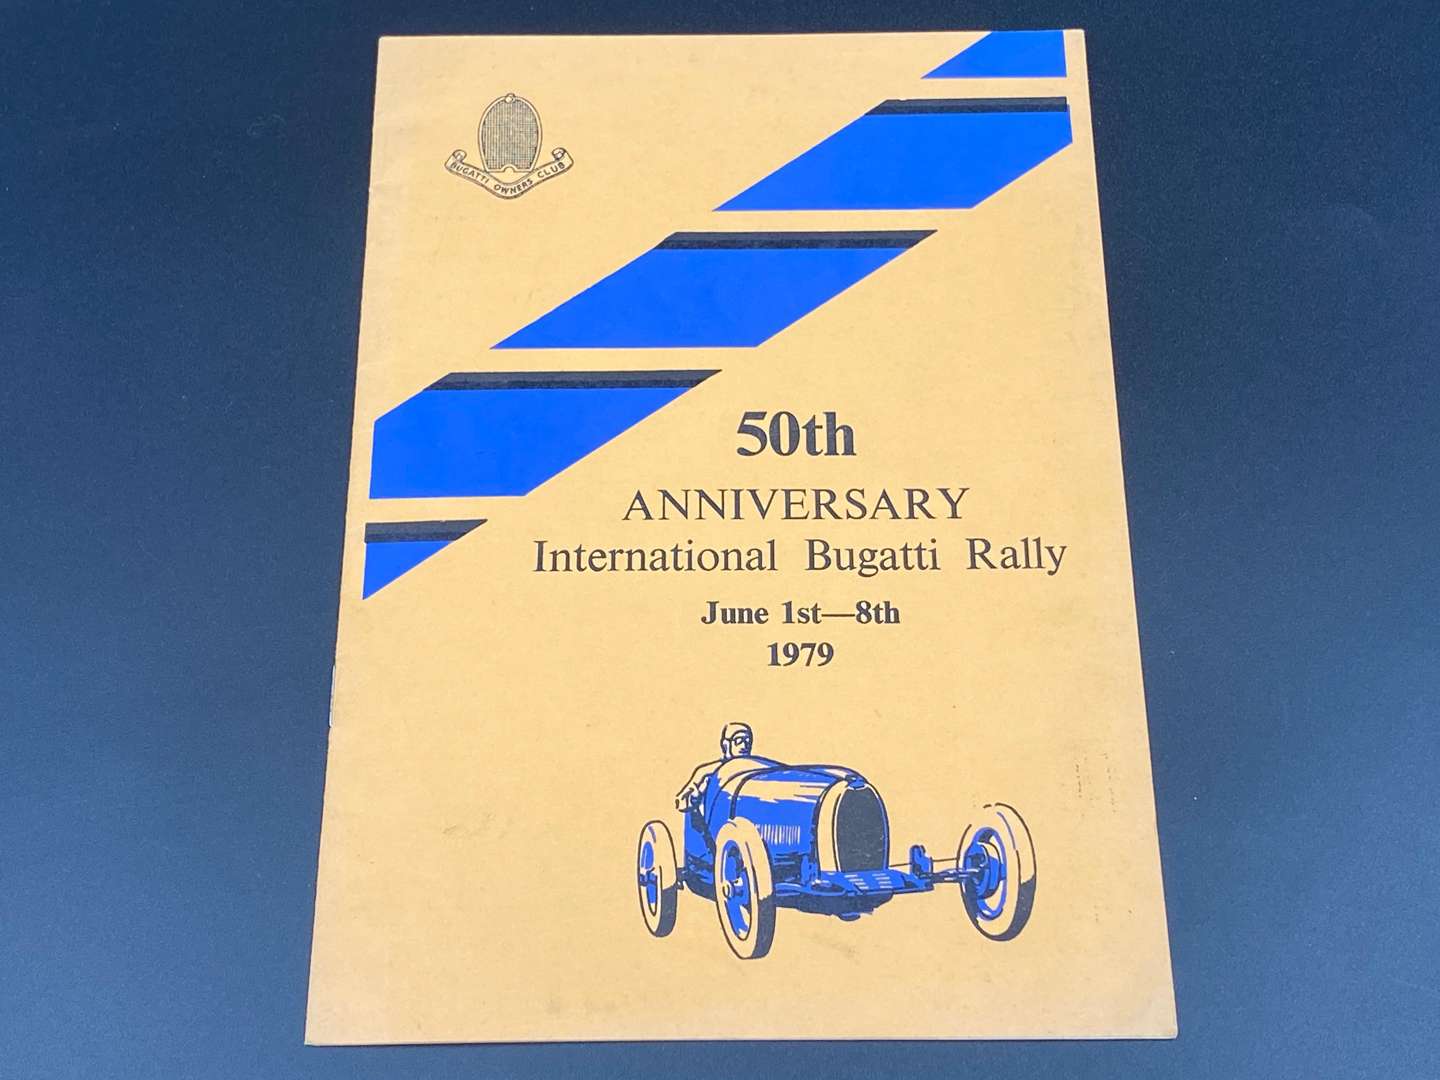 BUGATTI OWNERS CLUB
50th
ANNIVERSARY
International Bugatti Rally
June 1st—8th
1979